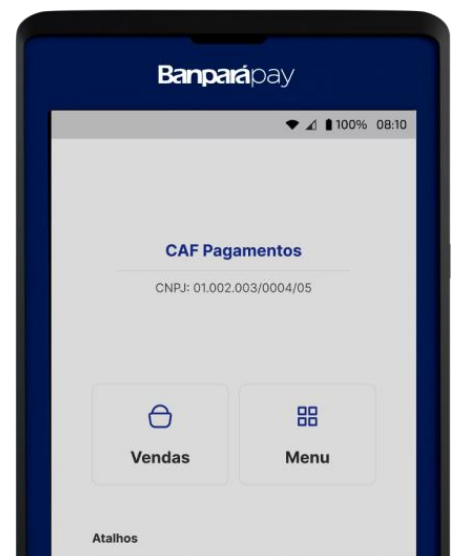 Banparápay
100% 08:10
CAF Pagamentos
CNPJ: 01.002.003/0004/05
Vendas
Menu
Atalhos